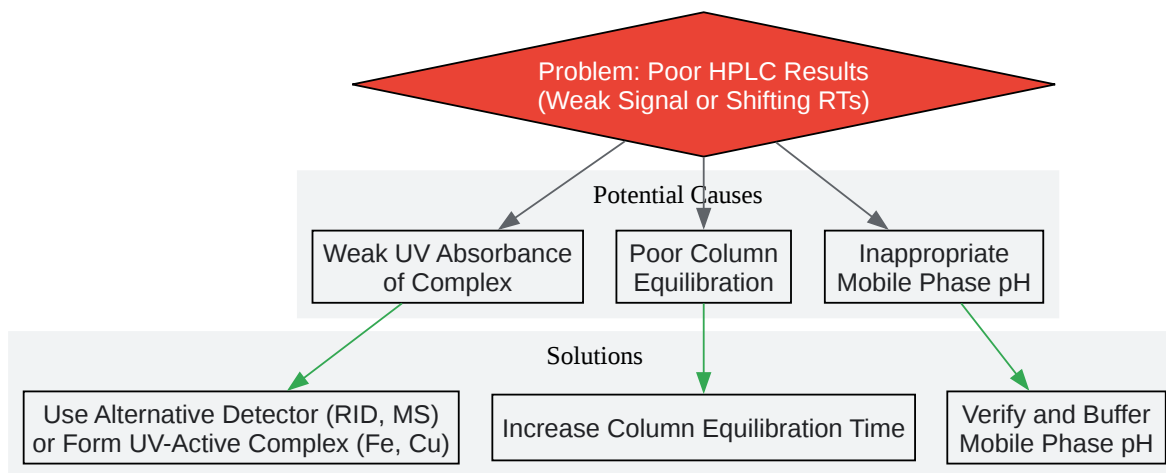 Problem: Poor HPLC Results
(Weak Signal or Shifting RTs)
Potential Causes
Weak UV Absorbance
of Complex
Poor Column
Equilibration
Inappropriate
Mobile Phase pH
Solutions
Use Alternative Detector (RID, MS)
or Form UV-Active Complex (Fe, Cu)
Increase Column Equilibration Time
Verify and Buffer
Mobile Phase pH